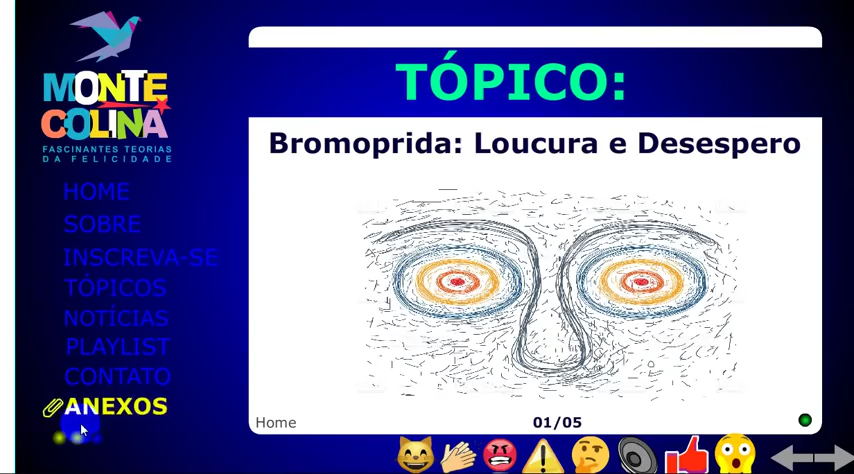 MONTE
COLINA
FASCINANTES TEORIAS
DA FELICIDADE
HOME
SOBRE
INSCREVA-SE
TÓPICOS
NOTÍCIAS
PLAYLIST
CONTATO
ANEXOS
TÓPICO:
Bromoprida: Loucura e Desespero
Home
01/05